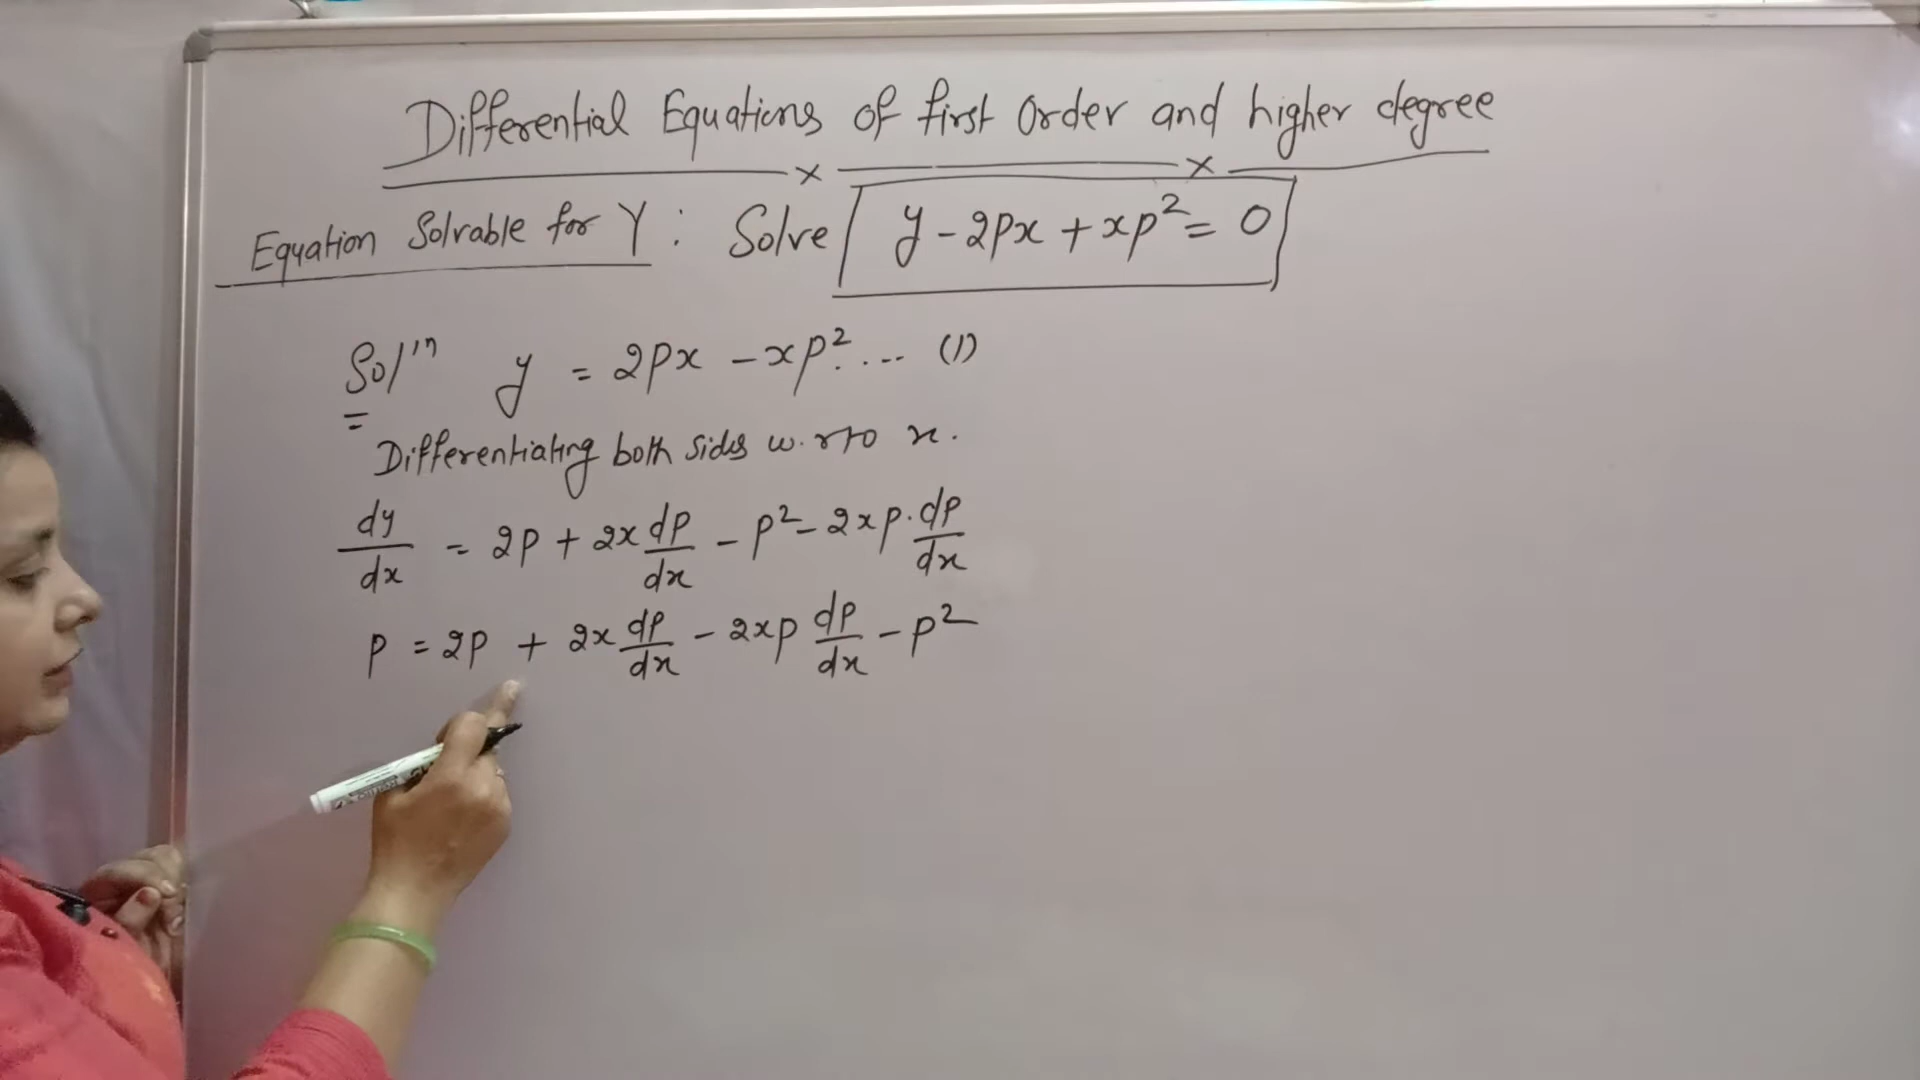 Differential Equations of first Order and higher degree
Equation Solvable for Y : Solve y - 2px + xp² = 0
Solⁿ y = 2px - xp² ... (1)
Differentiating both sides w.r to x.
dy/dx = 2p + 2x dp/dx - p² - 2xp · dp/dx
p = 2p + 2x dp/dx - 2xp dp/dx - p²